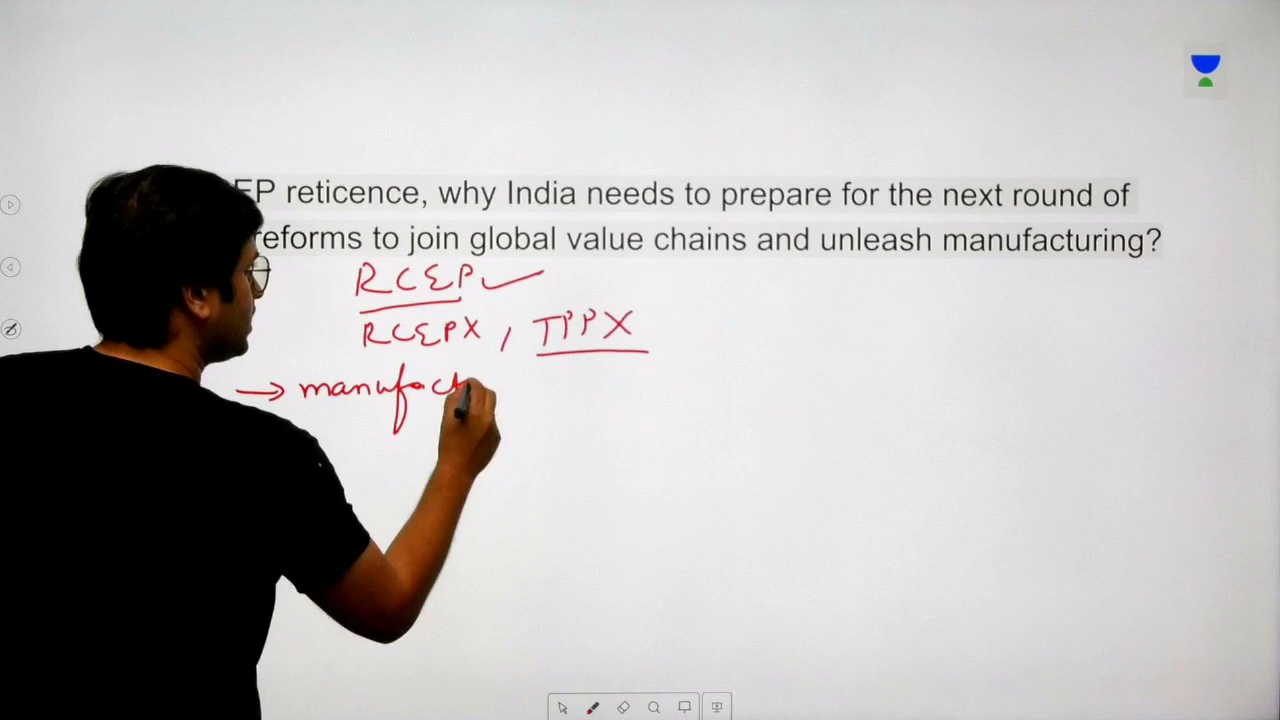 EP reticence, why India needs to prepare for the next round of
reforms to join global value chains and unleash manufacturing?
RCEP
RCEPX, TPPX
→ manufact